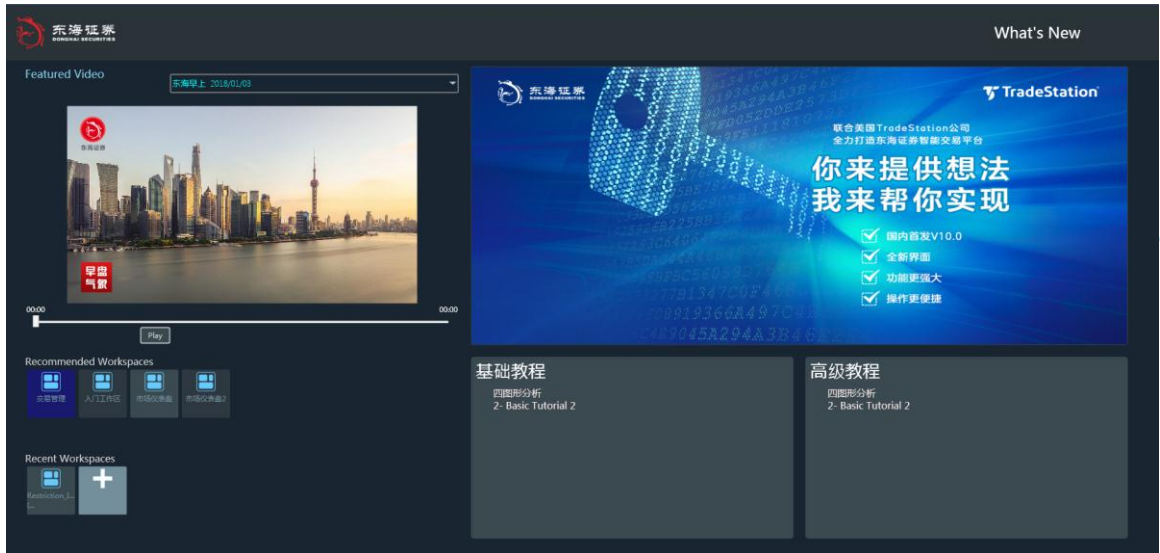 东海证券
DONGHAI SECURITIES
What's New
Featured Video
东海早上 2018/01/03
东海证券
早盘
气象
00:00
00:00
Play
Recommended Workspaces
交易管理
入门工作区
市场仪表盘
市场仪表盘2
Recent Workspaces
Restriction_L...
东海证券
DONGHAI SECURITIES
TradeStation
联合美国TradeStation公司
全力打造东海证券智能交易平台
你来提供想法
我来帮你实现
国内首发V10.0
全新界面
功能更强大
操作更便捷
基础教程
四图形分析
2- Basic Tutorial 2
高级教程
四图形分析
2- Basic Tutorial 2